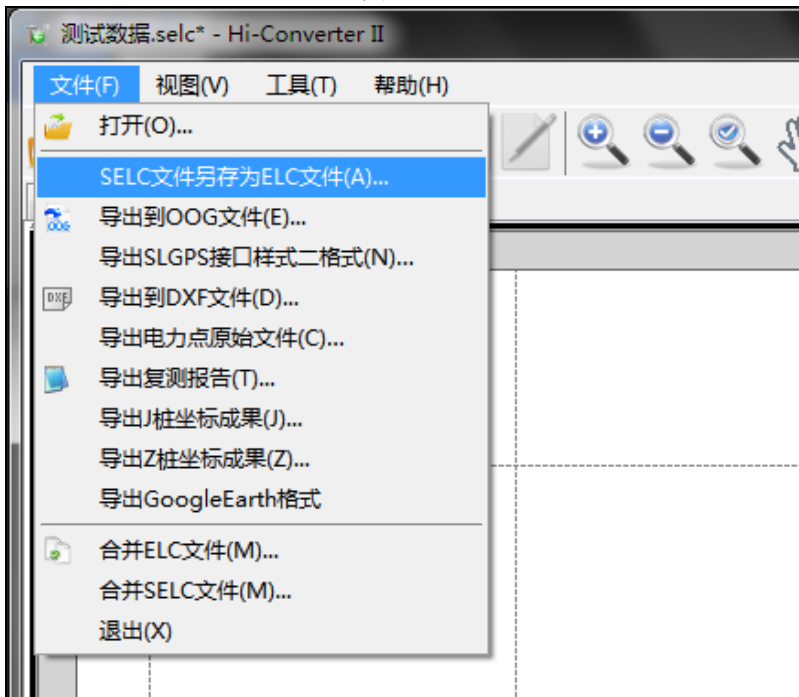 测试数据.selc* - Hi-Converter II
文件(F) 视图(V) 工具(T) 帮助(H)
打开(O)...
SELC文件另存为ELC文件(A)...
导出到OOG文件(E)...
导出SLGPS接口样式二格式(N)...
导出到DXF文件(D)...
导出电力点原始文件(C)...
导出复测报告(T)...
导出J桩坐标成果(J)...
导出Z桩坐标成果(Z)...
导出GoogleEarth格式
合并ELC文件(M)...
合并SELC文件(M)...
退出(X)